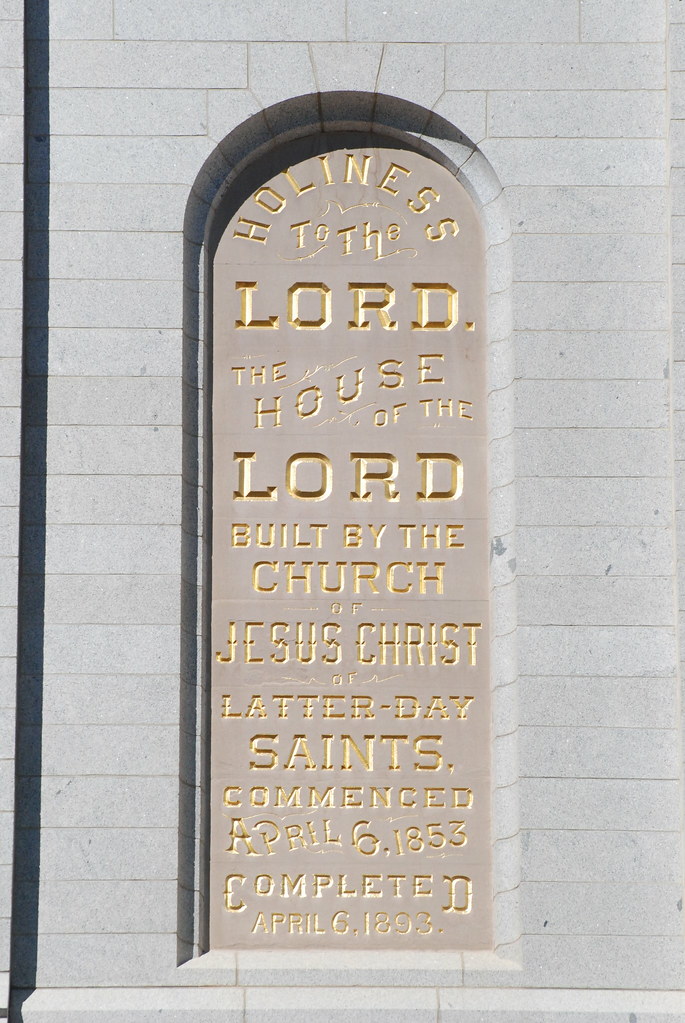 HOLINESS
To The
LORD.
THE HOUSE
OF THE
LORD
BUILT BY THE
CHURCH
OF
JESUS CHRIST
OF
LATTER-DAY
SAINTS,
COMMENCED
APRIL 6, 1853
COMPLETED
APRIL 6, 1893.